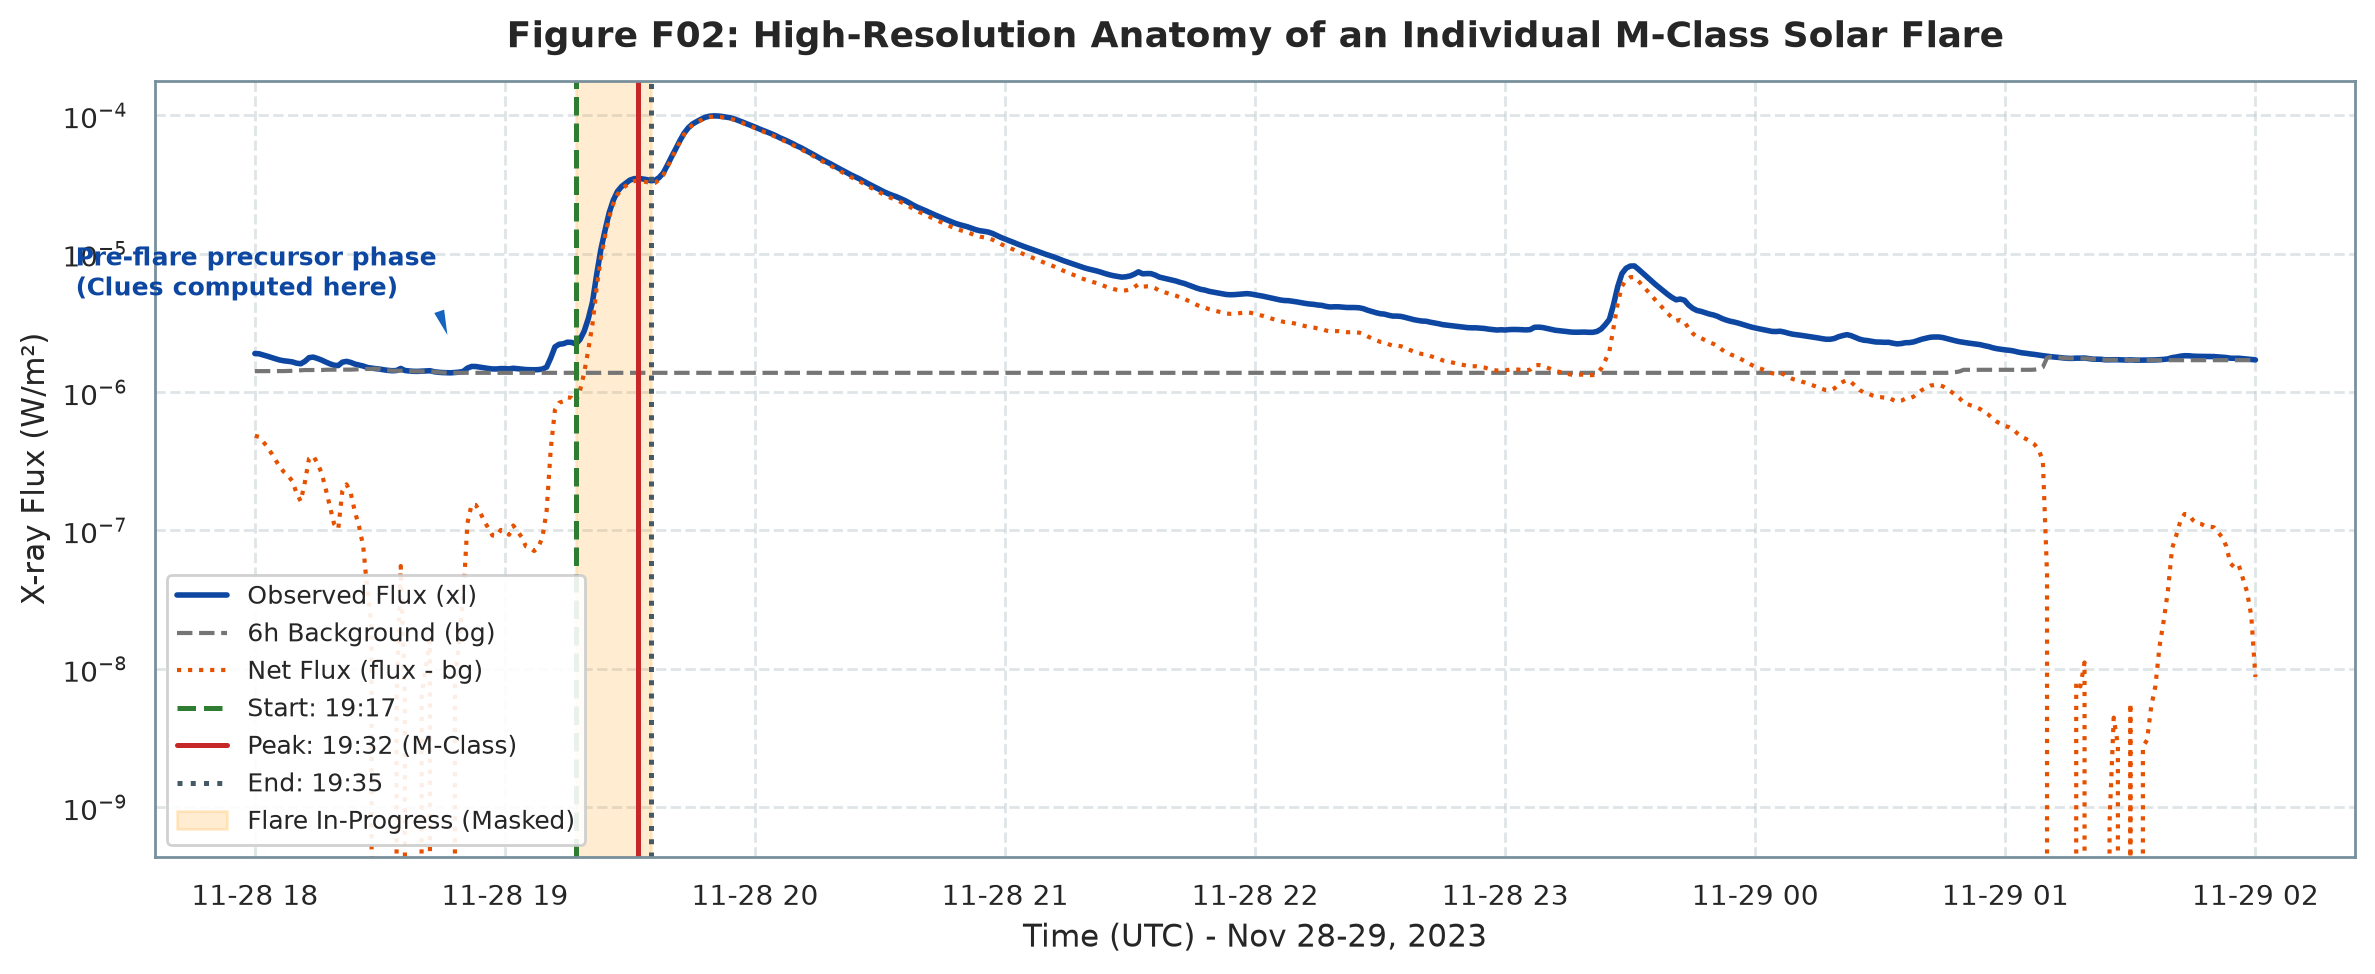 Figure F02: High-Resolution Anatomy of an Individual M-Class Solar Flare
X-ray Flux (W/m²)
10⁻⁴
10⁻⁵
10⁻⁶
10⁻⁷
10⁻⁸
10⁻⁹
Pre-flare precursor phase
(Clues computed here)
Observed Flux (xl)
6h Background (bg)
Net Flux (flux - bg)
Start: 19:17
Peak: 19:32 (M-Class)
End: 19:35
Flare In-Progress (Masked)
11-28 18
11-28 19
11-28 20
11-28 21
11-28 22
11-28 23
11-29 00
11-29 01
11-29 02
Time (UTC) - Nov 28-29, 2023